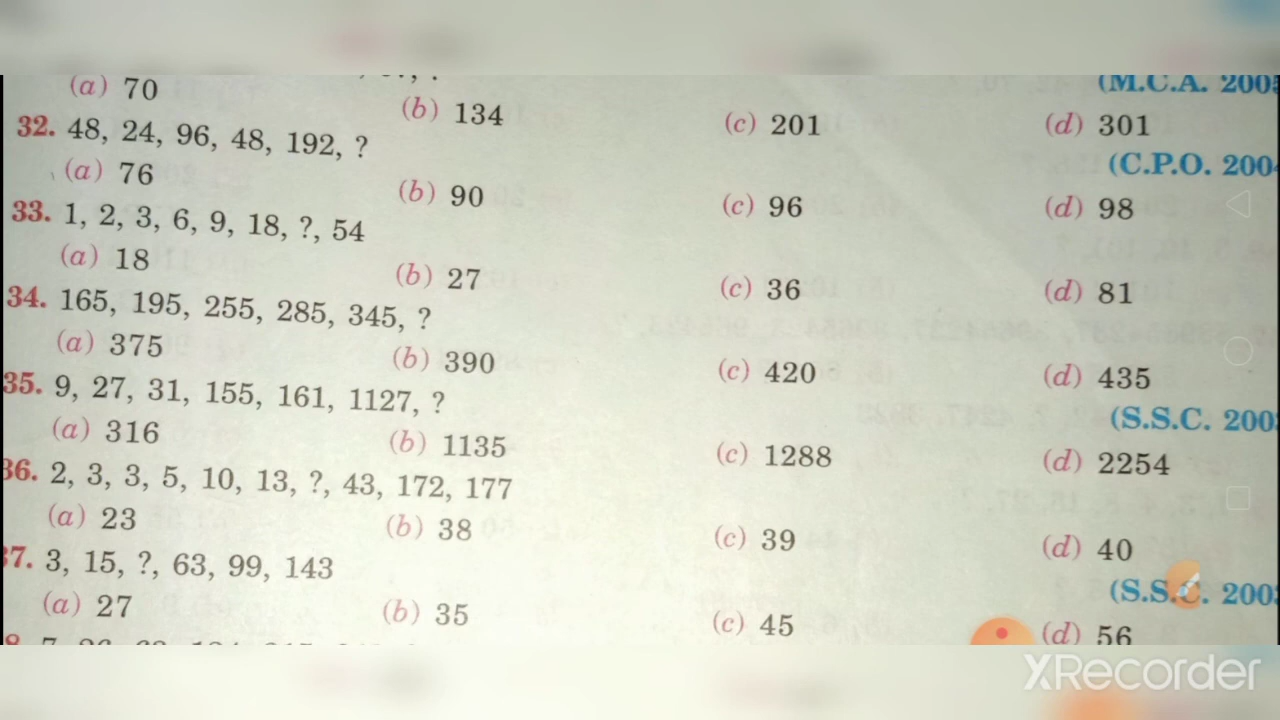 (M.C.A. 2005
(a) 70 (b) 134 (c) 201 (d) 301
32. 48, 24, 96, 48, 192, ? (C.P.O. 2004
(a) 76 (b) 90 (c) 96 (d) 98
33. 1, 2, 3, 6, 9, 18, ?, 54
(a) 18 (b) 27 (c) 36 (d) 81
34. 165, 195, 255, 285, 345, ?
(a) 375 (b) 390 (c) 420 (d) 435
35. 9, 27, 31, 155, 161, 1127, ? (S.S.C. 200
(a) 316 (b) 1135 (c) 1288 (d) 2254
36. 2, 3, 3, 5, 10, 13, ?, 43, 172, 177
(a) 23 (b) 38 (c) 39 (d) 40
37. 3, 15, ?, 63, 99, 143 (S.S.C. 200
(a) 27 (b) 35 (c) 45 (d) 56
XRecorder